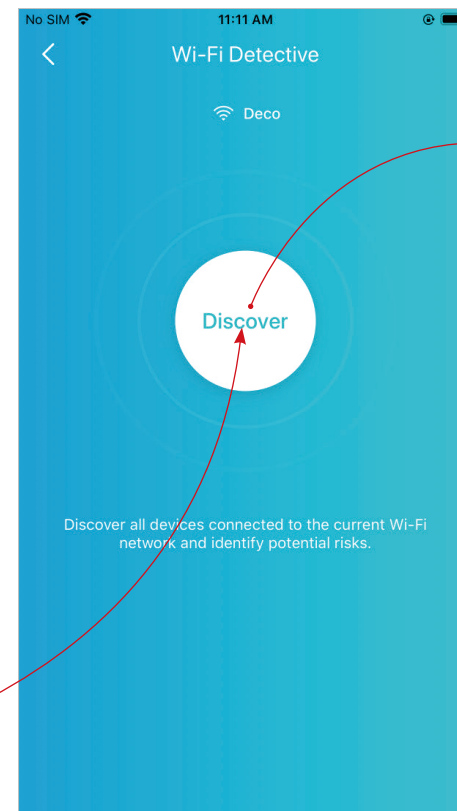 No SIM 11:11 AM
Wi-Fi Detective
Deco
Discover
Discover all devices connected to the current Wi-Fi
network and identify potential risks.